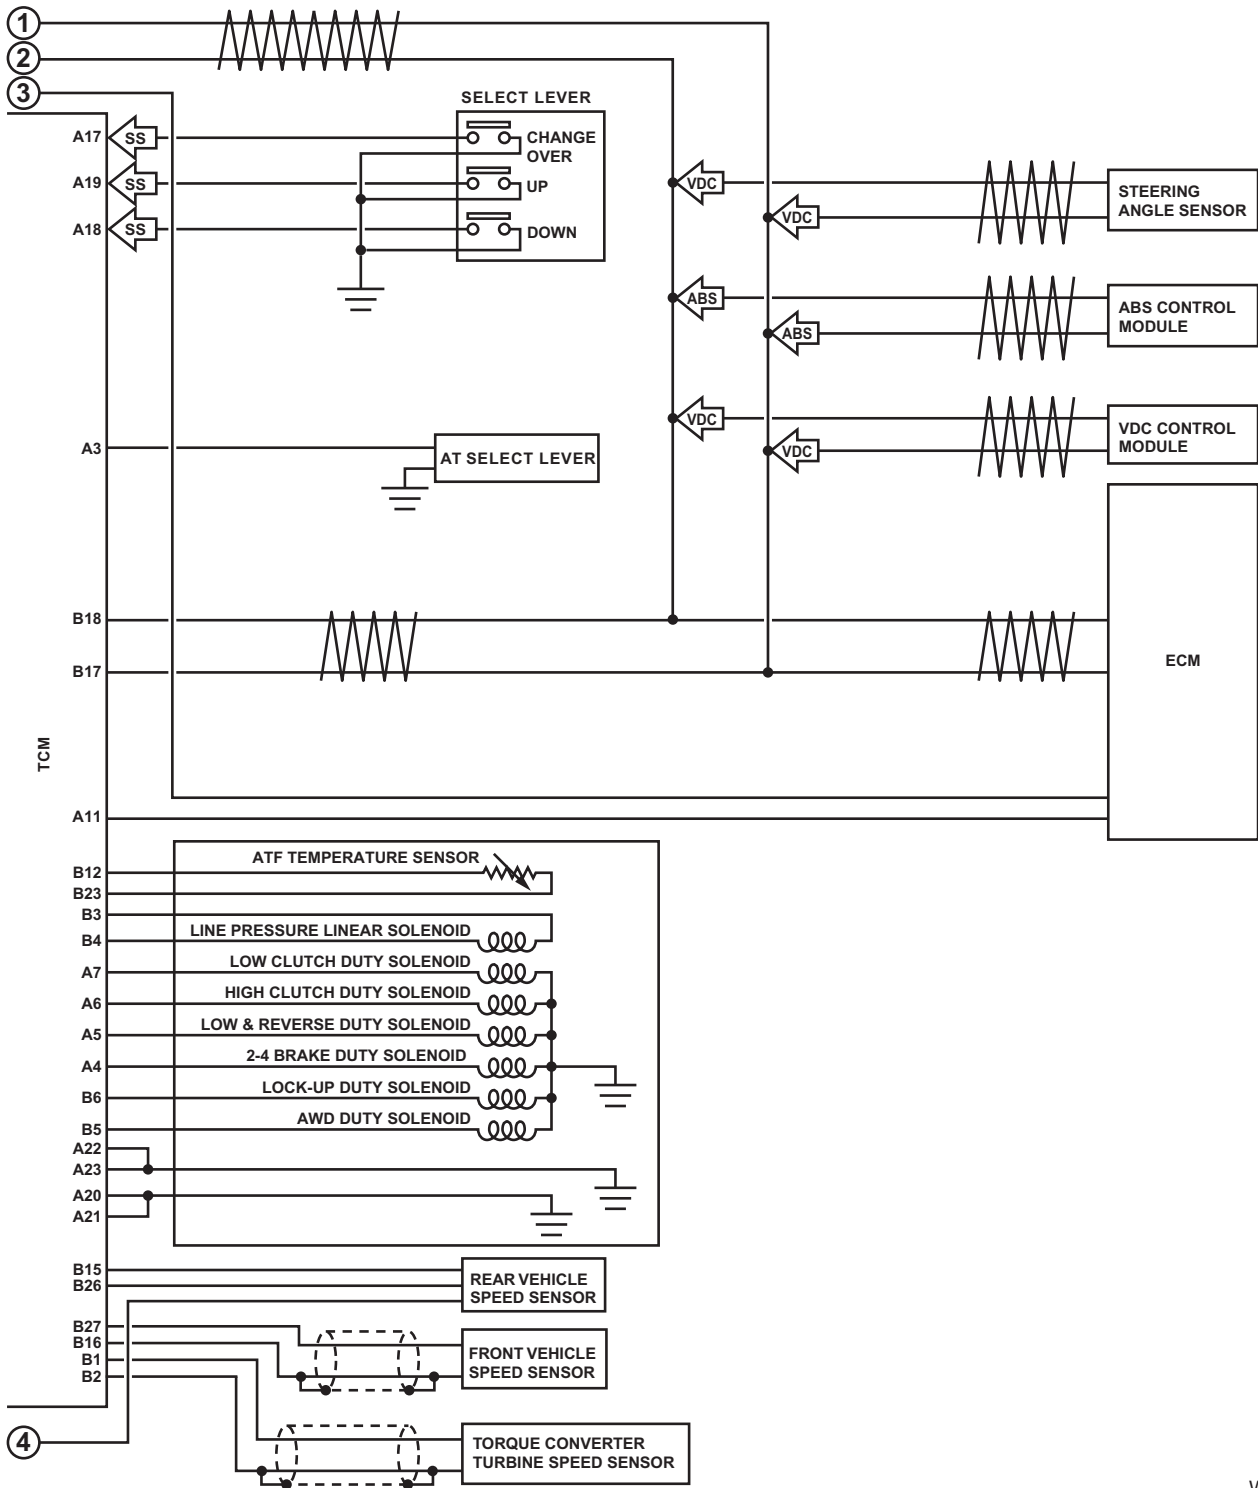 1
2
3
SELECT LEVER
A17
SS
CHANGE
OVER
A19
SS
UP
A18
SS
DOWN
VDC
VDC
STEERING
ANGLE SENSOR
ABS
ABS
ABS CONTROL
MODULE
VDC
VDC
VDC CONTROL
MODULE
A3
AT SELECT LEVER
B18
B17
ECM
TCM
A11
ATF TEMPERATURE SENSOR
B12
B23
B3
LINE PRESSURE LINEAR SOLENOID
B4
LOW CLUTCH DUTY SOLENOID
A7
HIGH CLUTCH DUTY SOLENOID
A6
LOW & REVERSE DUTY SOLENOID
A5
2-4 BRAKE DUTY SOLENOID
A4
LOCK-UP DUTY SOLENOID
B6
AWD DUTY SOLENOID
B5
A22
A23
A20
A21
B15
B26
REAR VEHICLE
SPEED SENSOR
B27
B16
B1
B2
FRONT VEHICLE
SPEED SENSOR
4
TORQUE CONVERTER
TURBINE SPEED SENSOR